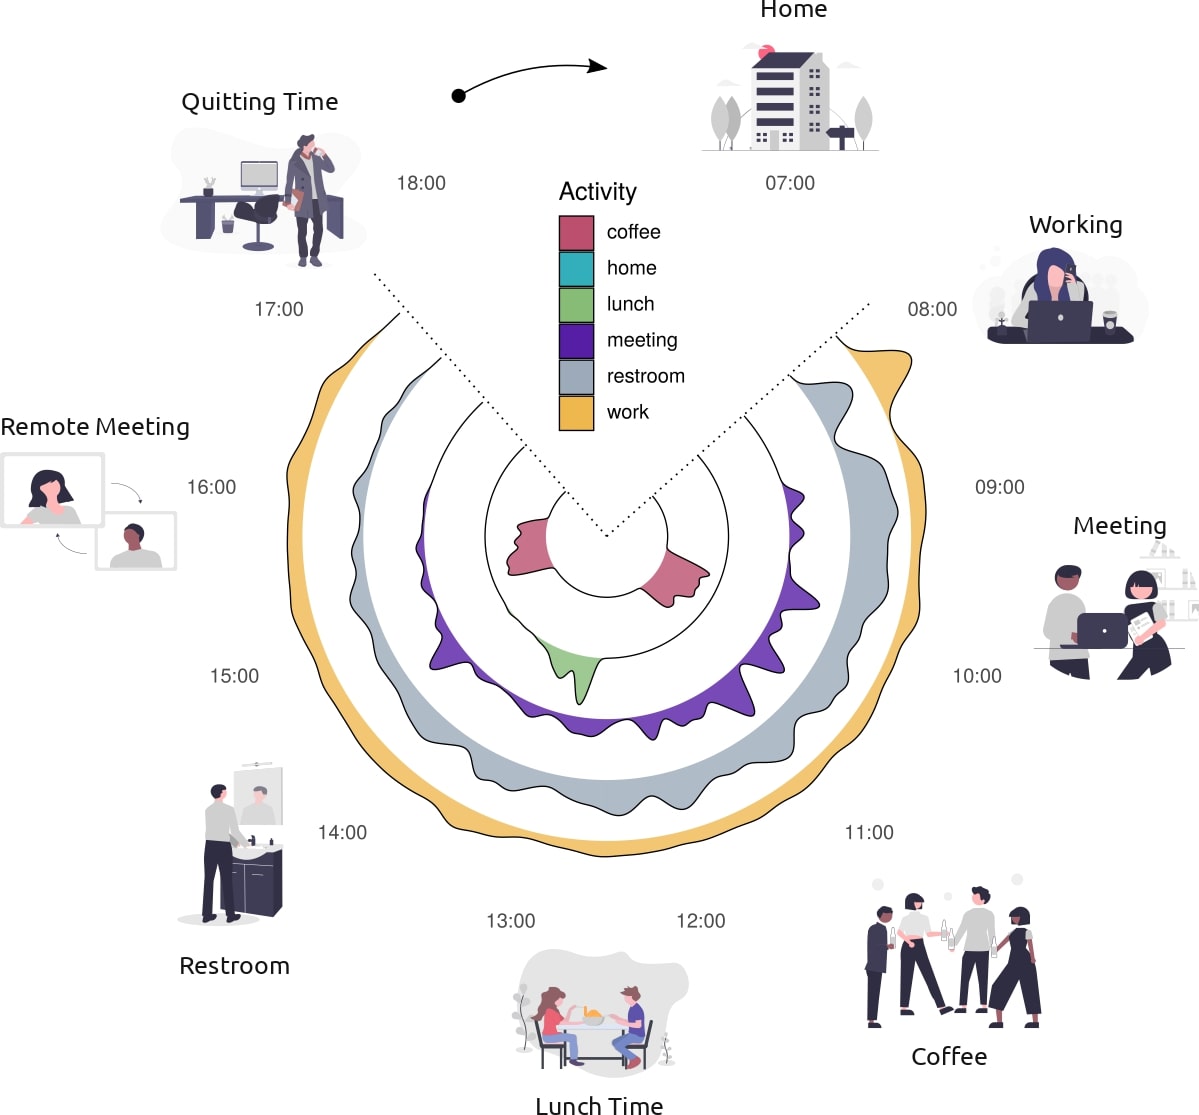 Home
Quitting Time
18:00
07:00
Activity
coffee
home
lunch
meeting
restroom
work
Working
17:00
08:00
Remote Meeting
16:00
09:00
Meeting
15:00
10:00
14:00
11:00
13:00
12:00
Restroom
Coffee
Lunch Time